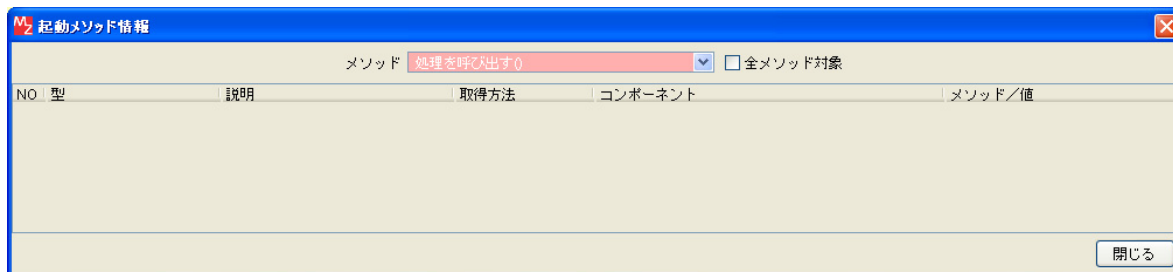 MZ 起動メソッド情報
メソッド 処理を呼び出す() 全メソッド対象
NO 型 説明 取得方法 コンポーネント メソッド/値
閉じる